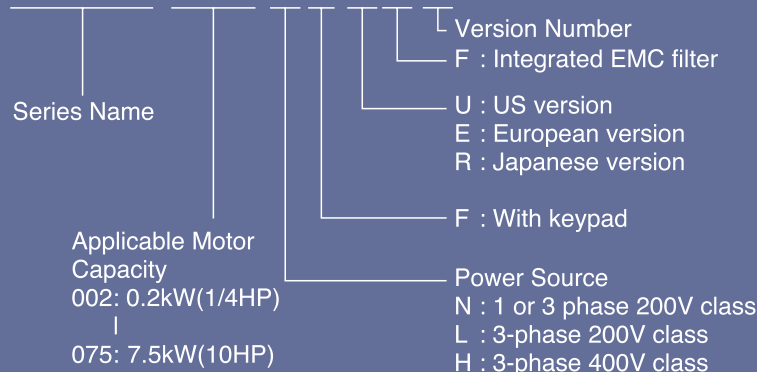 Version Number
F : Integrated EMC filter
Series Name
U : US version
E : European version
R : Japanese version
F : With keypad
Applicable Motor
Capacity
002: 0.2kW(1/4HP)
075: 7.5kW(10HP)
Power Source
N : 1 or 3 phase 200V class
L : 3-phase 200V class
H : 3-phase 400V class